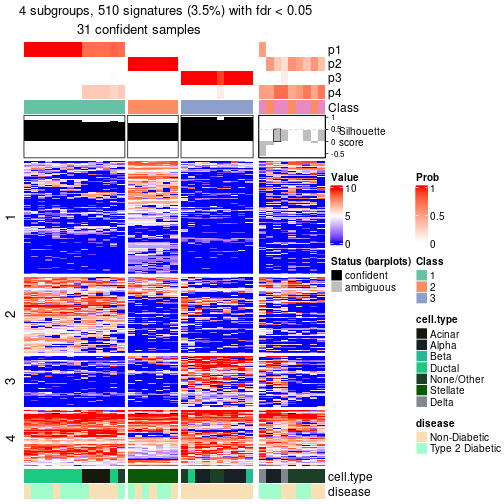 4 subgroups, 510 signatures (3.5%) with fdr < 0.05
31 confident samples
p1
p2
p3
p4
Class
1
0.5
0
-0.5
Silhouette
score
1
2
3
4
Value
10
5
0
Prob
1
0.5
0
Status (barplots)
confident
ambiguous
Class
1
2
3
cell.type
Acinar
Alpha
Beta
Ductal
None/Other
Stellate
Delta
disease
Non-Diabetic
Type 2 Diabetic
cell.type
disease